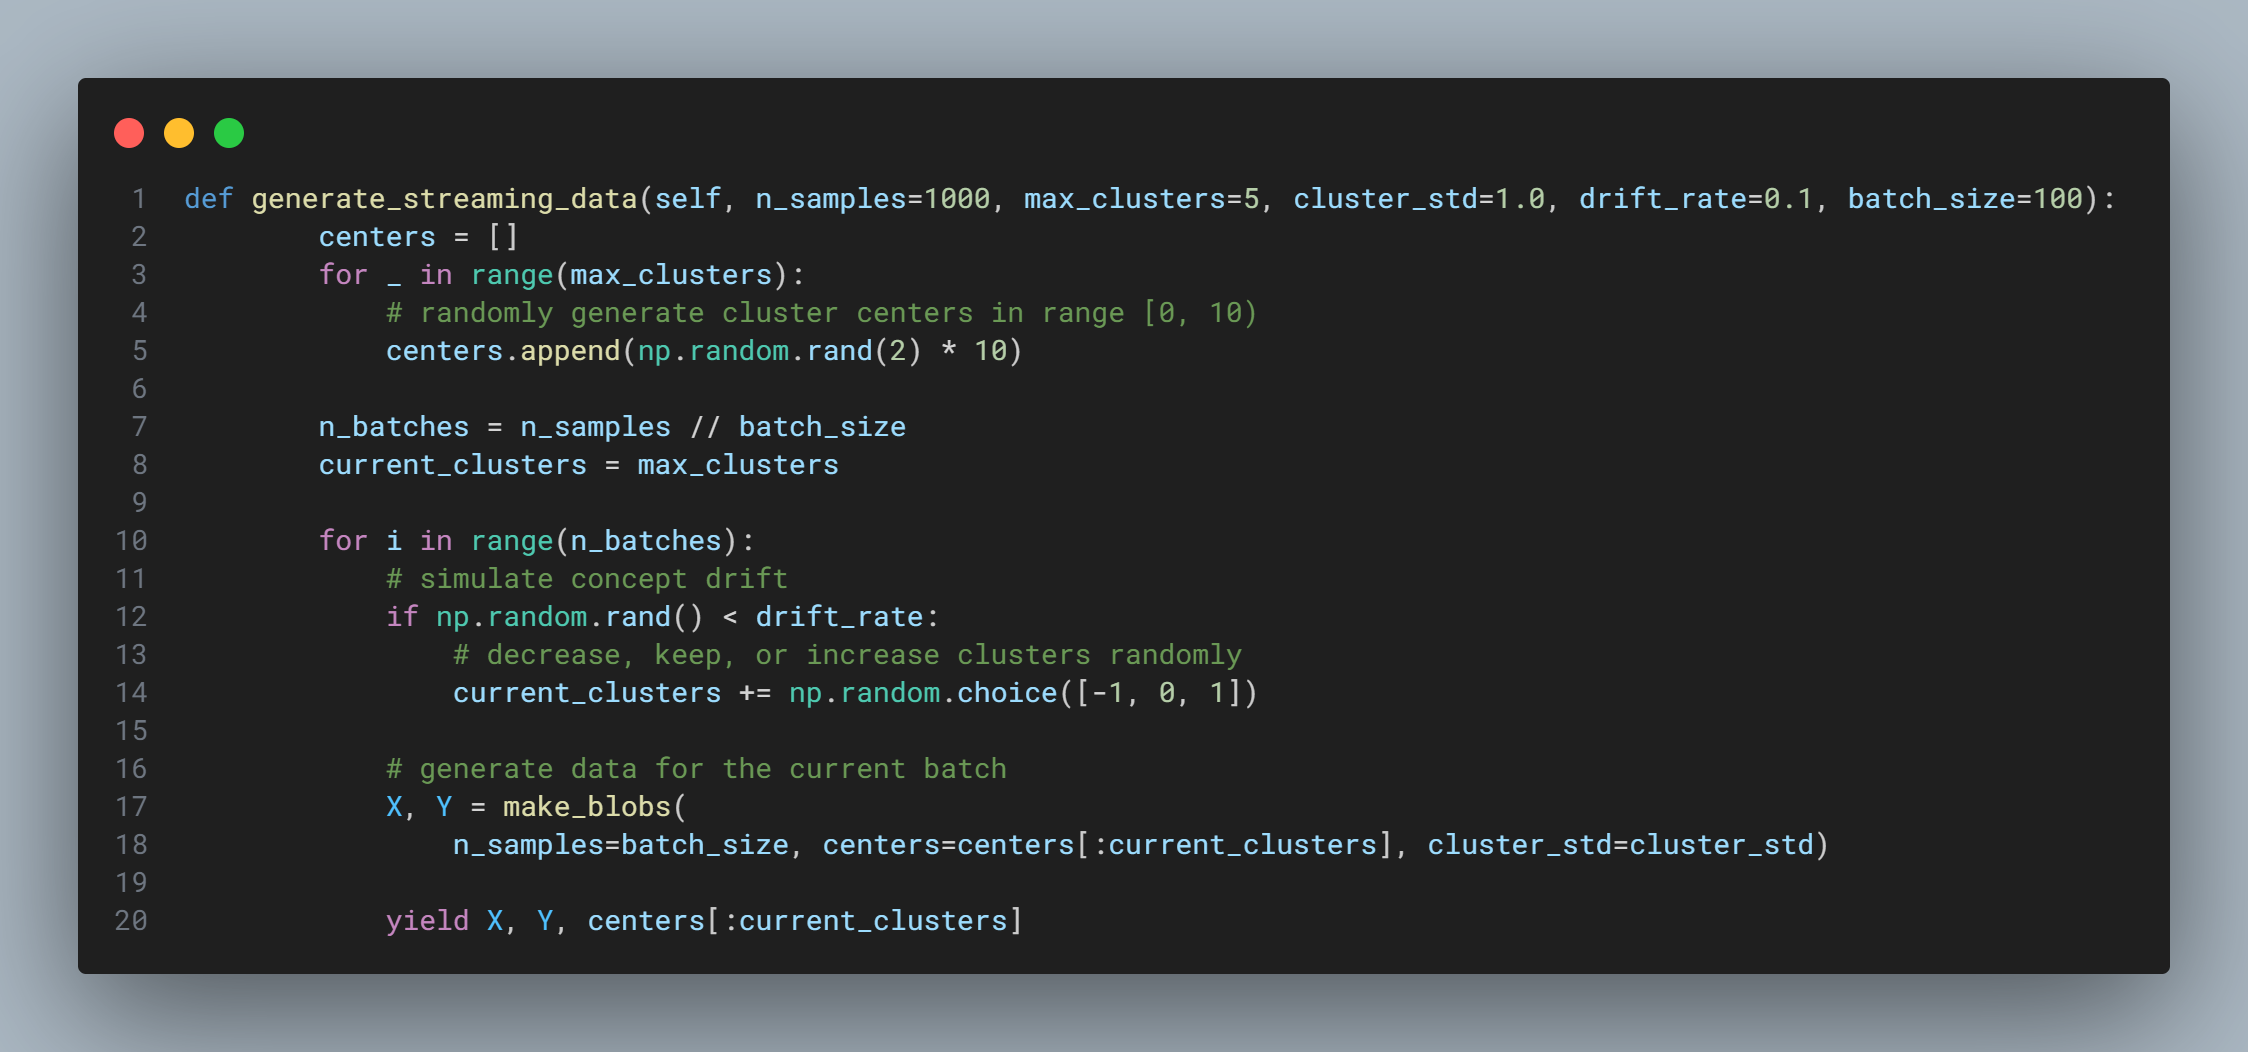 1 def generate_streaming_data(self, n_samples=1000, max_clusters=5, cluster_std=1.0, drift_rate=0.1, batch_size=100):
2         centers = []
3         for _ in range(max_clusters):
4             # randomly generate cluster centers in range [0, 10)
5             centers.append(np.random.rand(2) * 10)
6
7         n_batches = n_samples // batch_size
8         current_clusters = max_clusters
9
10         for i in range(n_batches):
11             # simulate concept drift
12             if np.random.rand() < drift_rate:
13                 # decrease, keep, or increase clusters randomly
14                 current_clusters += np.random.choice([-1, 0, 1])
15
16             # generate data for the current batch
17             X, Y = make_blobs(
18                 n_samples=batch_size, centers=centers[:current_clusters], cluster_std=cluster_std)
19
20             yield X, Y, centers[:current_clusters]